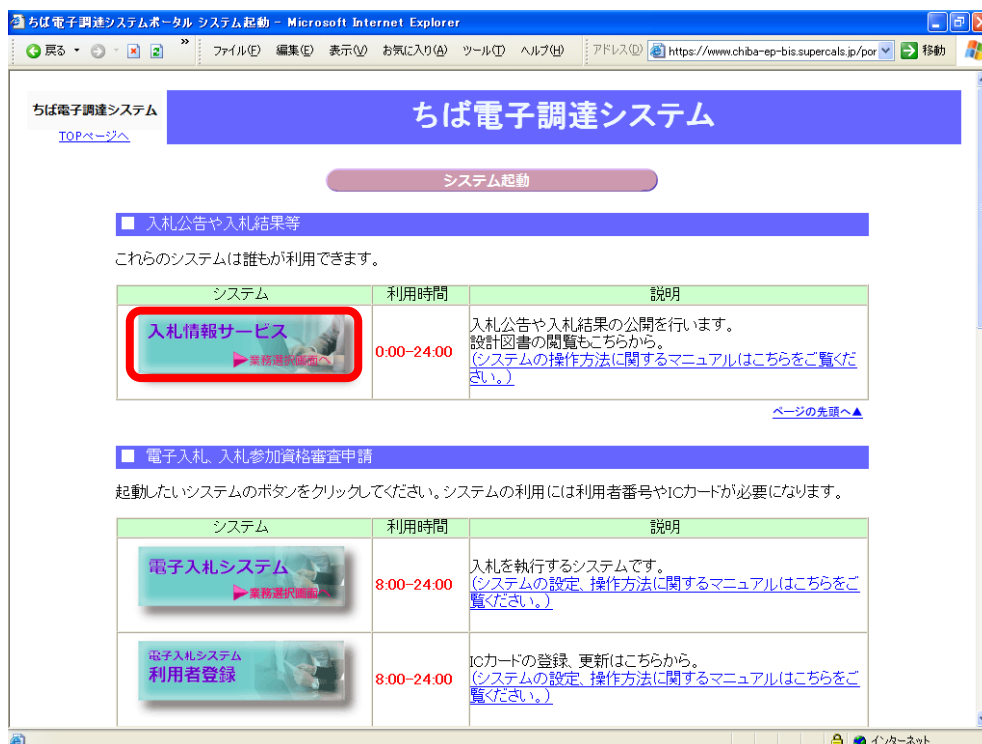 ちば電子調達システムポータル システム起動 - Microsoft Internet Explorer
戻る ファイル(F) 編集(E) 表示(V) お気に入り(A) ツール(T) ヘルプ(H) アドレス(D) https://www.chiba-ep-bis.supercals.jp/por 移動
ちば電子調達システム
TOPページへ
ちば電子調達システム
システム起動
■ 入札公告や入札結果等
これらのシステムは誰もが利用できます。
システム 利用時間 説明
入札情報サービス
▶業務選択画面へ
0:00-24:00
入札公告や入札結果の公開を行います。
設計図書の閲覧もこちらから。
(システムの操作方法に関するマニュアルはこちらをご覧くだ
さい。)
ページの先頭へ▲
■ 電子入札、入札参加資格審査申請
起動したいシステムのボタンをクリックしてください。システムの利用には利用者番号やICカードが必要になります。
システム 利用時間 説明
電子入札システム
▶業務選択画面へ
8:00-24:00
入札を執行するシステムです。
(システムの設定、操作方法に関するマニュアルはこちらをご
覧ください。)
電子入札システム
利用者登録
8:00-24:00
ICカードの登録、更新はこちらから。
(システムの設定、操作方法に関するマニュアルはこちらをご
覧ください。)
インターネット